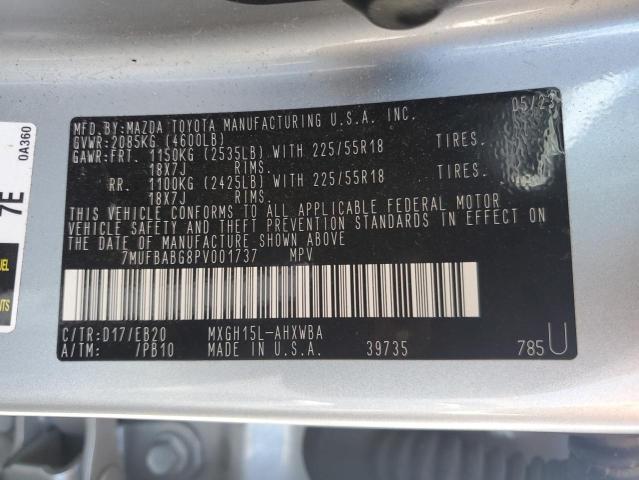 MFD.BY:MAZDA TOYOTA MANUFACTURING U.S.A. INC. 05/23
GVWR:2085KG (4600LB)
GAWR:FRT. 1150KG (2535LB) WITH 225/55R18 TIRES.
18X7J RIMS.
RR. 1100KG (2425LB) WITH 225/55R18 TIRES.
18X7J RIMS.
THIS VEHICLE CONFORMS TO ALL APPLICABLE FEDERAL MOTOR
VEHICLE SAFETY AND THEFT PREVENTION STANDARDS IN EFFECT ON
THE DATE OF MANUFACTURE SHOWN ABOVE.
7MUFBABG8PV001737 MPV
C/TR:D17/EB20 MXGH15L-AHXWBA
A/TM: /PB10 MADE IN U.S.A. 39735 785U
0A360
7E